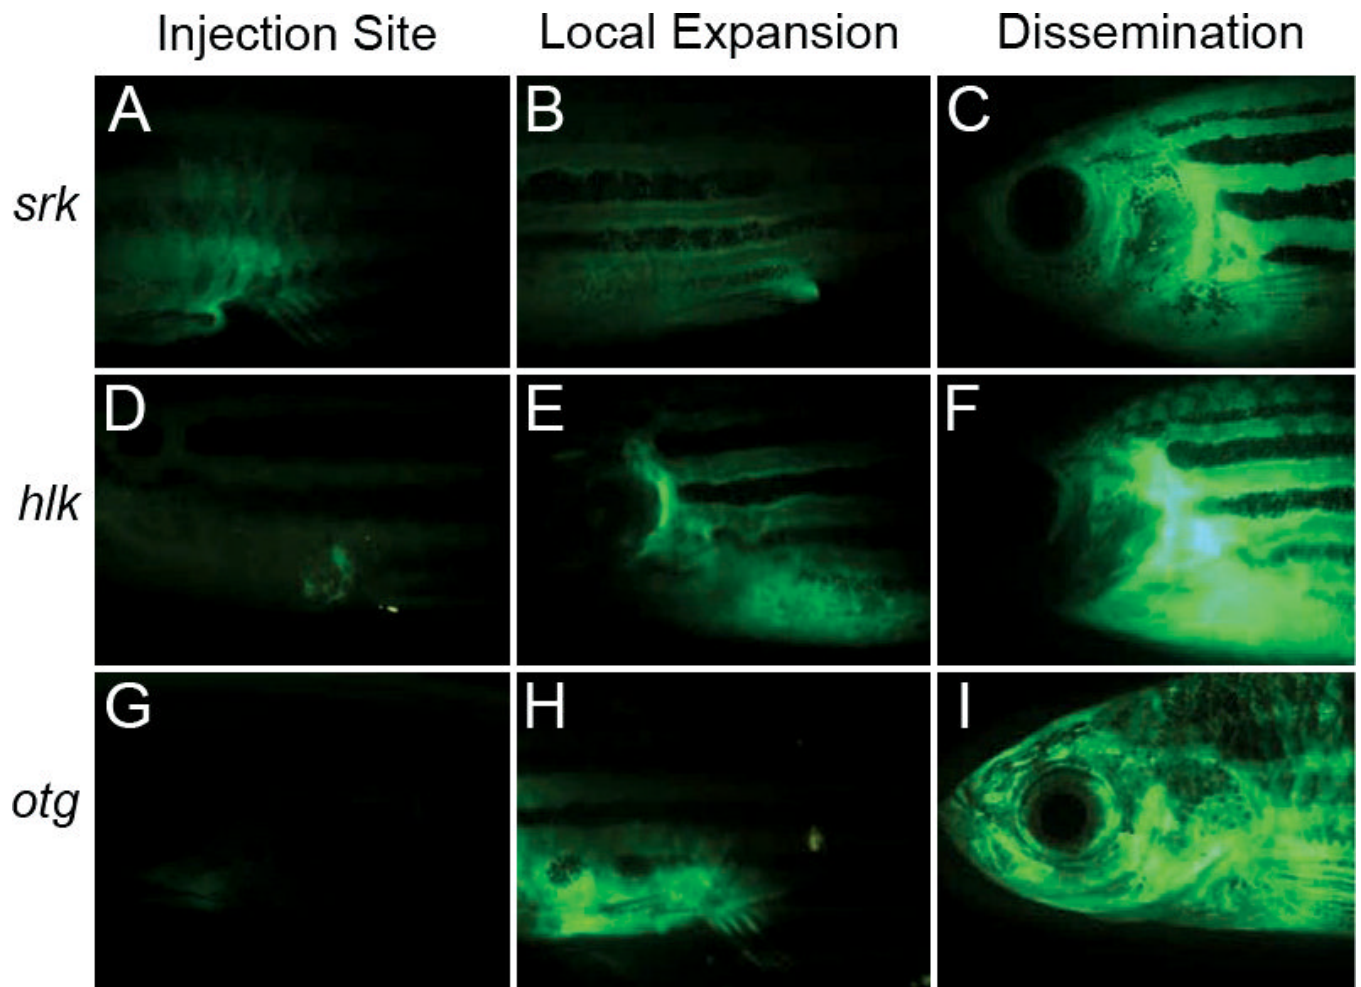 Injection Site Local Expansion Dissemination
srk A B C
hlk D E F
otg G H I